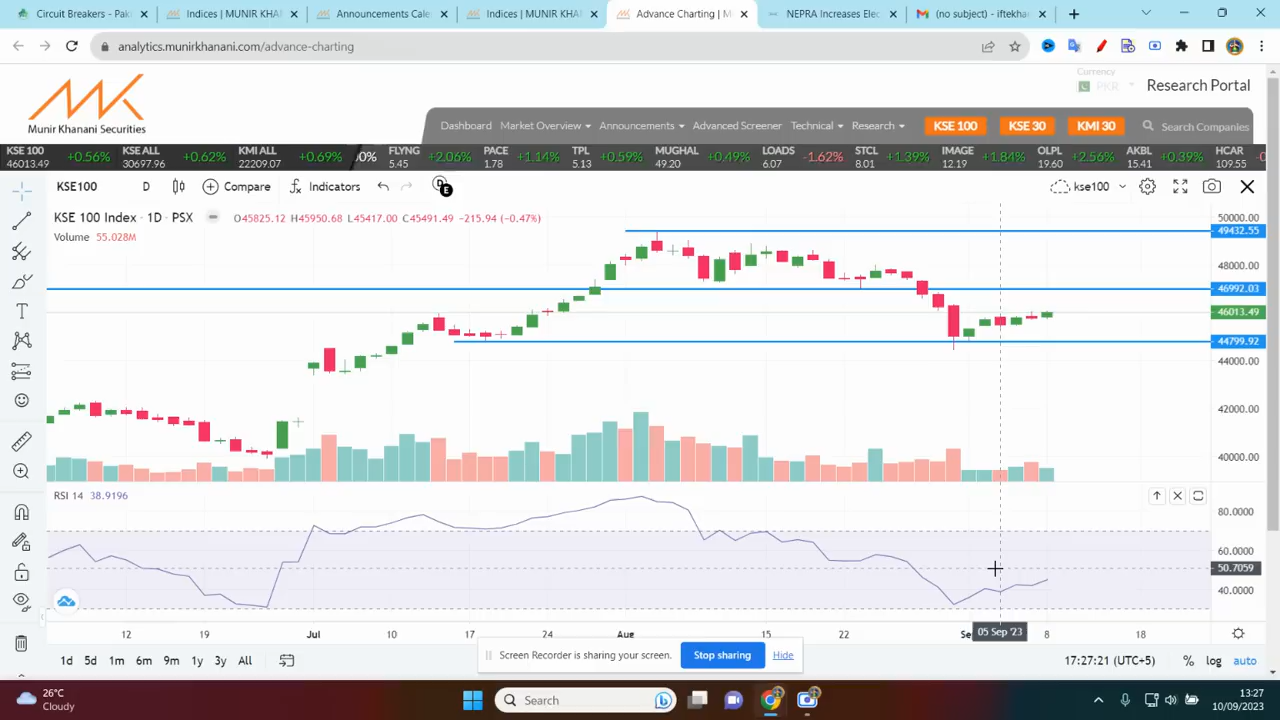 Circuit Breakers - Pak
Indices | MUNIR KHAN
Announcements Cale
Indices | MUNIR KHAN
Advance Charting | M
NEPRA Increases Elec
(no subject) - iftekha
analytics.munirkhanani.com/advance-charting
Munir Khanani Securities
Currency
PKR
Research Portal
Dashboard Market Overview Announcements Advanced Screener Technical Research KSE 100 KSE 30 KMI 30 Search Companies
KSE 100 46013.49 +0.56%
KSE ALL 30697.96 +0.62%
KMI ALL 22209.07 +0.69%
00%
FLYNG 5.45 +2.06%
PACE 1.78 +1.14%
TPL 5.13 +0.59%
MUGHAL 49.20 +0.49%
LOADS 6.07 -1.62%
STCL 8.01 +1.39%
IMAGE 12.19 +1.84%
OLPL 19.60 +2.56%
AKBL 15.41 +0.39%
HCAR 109.55 -0
KSE100 D Compare Indicators D E kse100
KSE 100 Index · 1D · PSX O45825.12 H45950.68 L45417.00 C45491.49 -215.94 (-0.47%)
Volume 55.028M
50000.00
49432.55
48000.00
46992.03
46013.49
44799.92
44000.00
42000.00
40000.00
RSI 14 38.9196
80.0000
60.0000
50.7059
40.0000
12 19 Jul 10 17 24 Aug 15 22 Se 05 Sep '23 8 18
1d 5d 1m 6m 9m 1y 3y All
Screen Recorder is sharing your screen. Stop sharing Hide
17:27:21 (UTC+5) % log auto
26°C
Cloudy
Search
13:27
10/09/2023